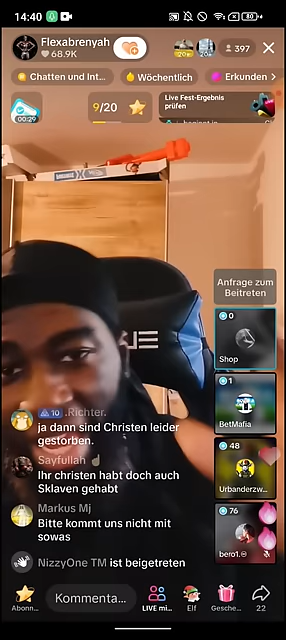 14:40
80
Flexabrenyah
68.9K
20
20
397
Chatten und Int...
Wöchentlich
Erkunden
00:29
9/20
Live Fest-Ergebnis
prüfen
Anfrage zum
Beitreten
0
Shop
1
BetMafia
48
Urbanderzw...
76
bero1.
10 .Richter.
ja dann sind Christen leider
gestorben.
Sayfullah
Ihr christen habt doch auch
Sklaven gehabt
Markus Mj
Bitte kommt uns nicht mit
sowas
NizzyOne TM ist beigetreten
Abonn...
Kommenta...
LIVE mi...
Elf
Gesche...
22